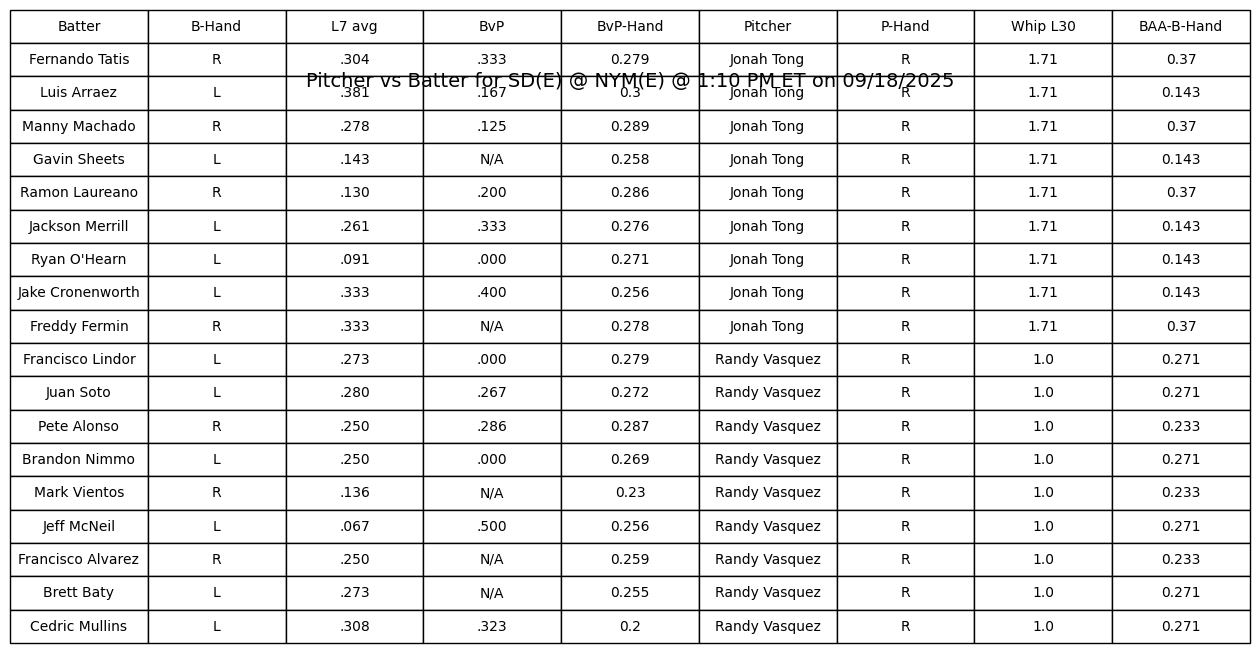 Batter B-Hand L7 avg BvP BvP-Hand Pitcher P-Hand Whip L30 BAA-B-Hand
Fernando Tatis R .304 .333 0.279 Jonah Tong R 1.71 0.37
Pitcher vs Batter for SD(E) @ NYM(E) @ 1:10 PM ET on 09/18/2025
Luis Arraez L .381 .167 0.3 Jonah Tong R 1.71 0.143
Manny Machado R .278 .125 0.289 Jonah Tong R 1.71 0.37
Gavin Sheets L .143 N/A 0.258 Jonah Tong R 1.71 0.143
Ramon Laureano R .130 .200 0.286 Jonah Tong R 1.71 0.37
Jackson Merrill L .261 .333 0.276 Jonah Tong R 1.71 0.143
Ryan O'Hearn L .091 .000 0.271 Jonah Tong R 1.71 0.143
Jake Cronenworth L .333 .400 0.256 Jonah Tong R 1.71 0.143
Freddy Fermin R .333 N/A 0.278 Jonah Tong R 1.71 0.37
Francisco Lindor L .273 .000 0.279 Randy Vasquez R 1.0 0.271
Juan Soto L .280 .267 0.272 Randy Vasquez R 1.0 0.271
Pete Alonso R .250 .286 0.287 Randy Vasquez R 1.0 0.233
Brandon Nimmo L .250 .000 0.269 Randy Vasquez R 1.0 0.271
Mark Vientos R .136 N/A 0.23 Randy Vasquez R 1.0 0.233
Jeff McNeil L .067 .500 0.256 Randy Vasquez R 1.0 0.271
Francisco Alvarez R .250 N/A 0.259 Randy Vasquez R 1.0 0.233
Brett Baty L .273 N/A 0.255 Randy Vasquez R 1.0 0.271
Cedric Mullins L .308 .323 0.2 Randy Vasquez R 1.0 0.271